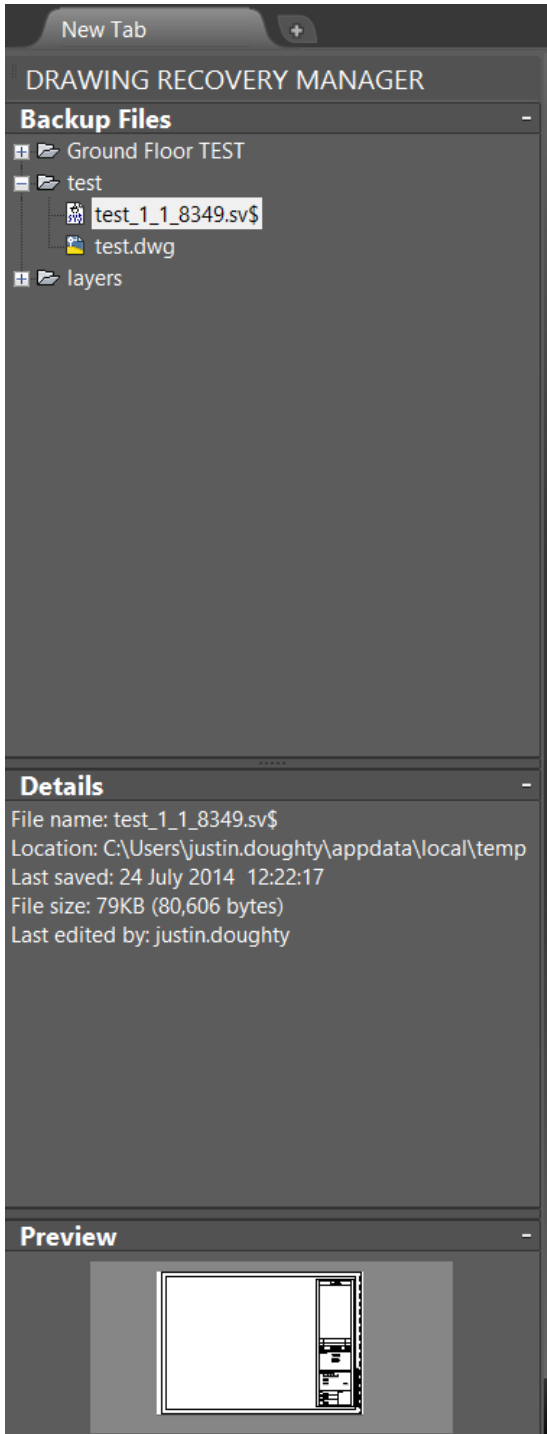 New Tab
DRAWING RECOVERY MANAGER
Backup Files
Ground Floor TEST
test
test_1_1_8349.sv$
test.dwg
layers
Details
File name: test_1_1_8349.sv$
Location: C:\Users\justin.doughty\appdata\local\temp
Last saved: 24 July 2014  12:22:17
File size: 79KB (80,606 bytes)
Last edited by: justin.doughty
Preview